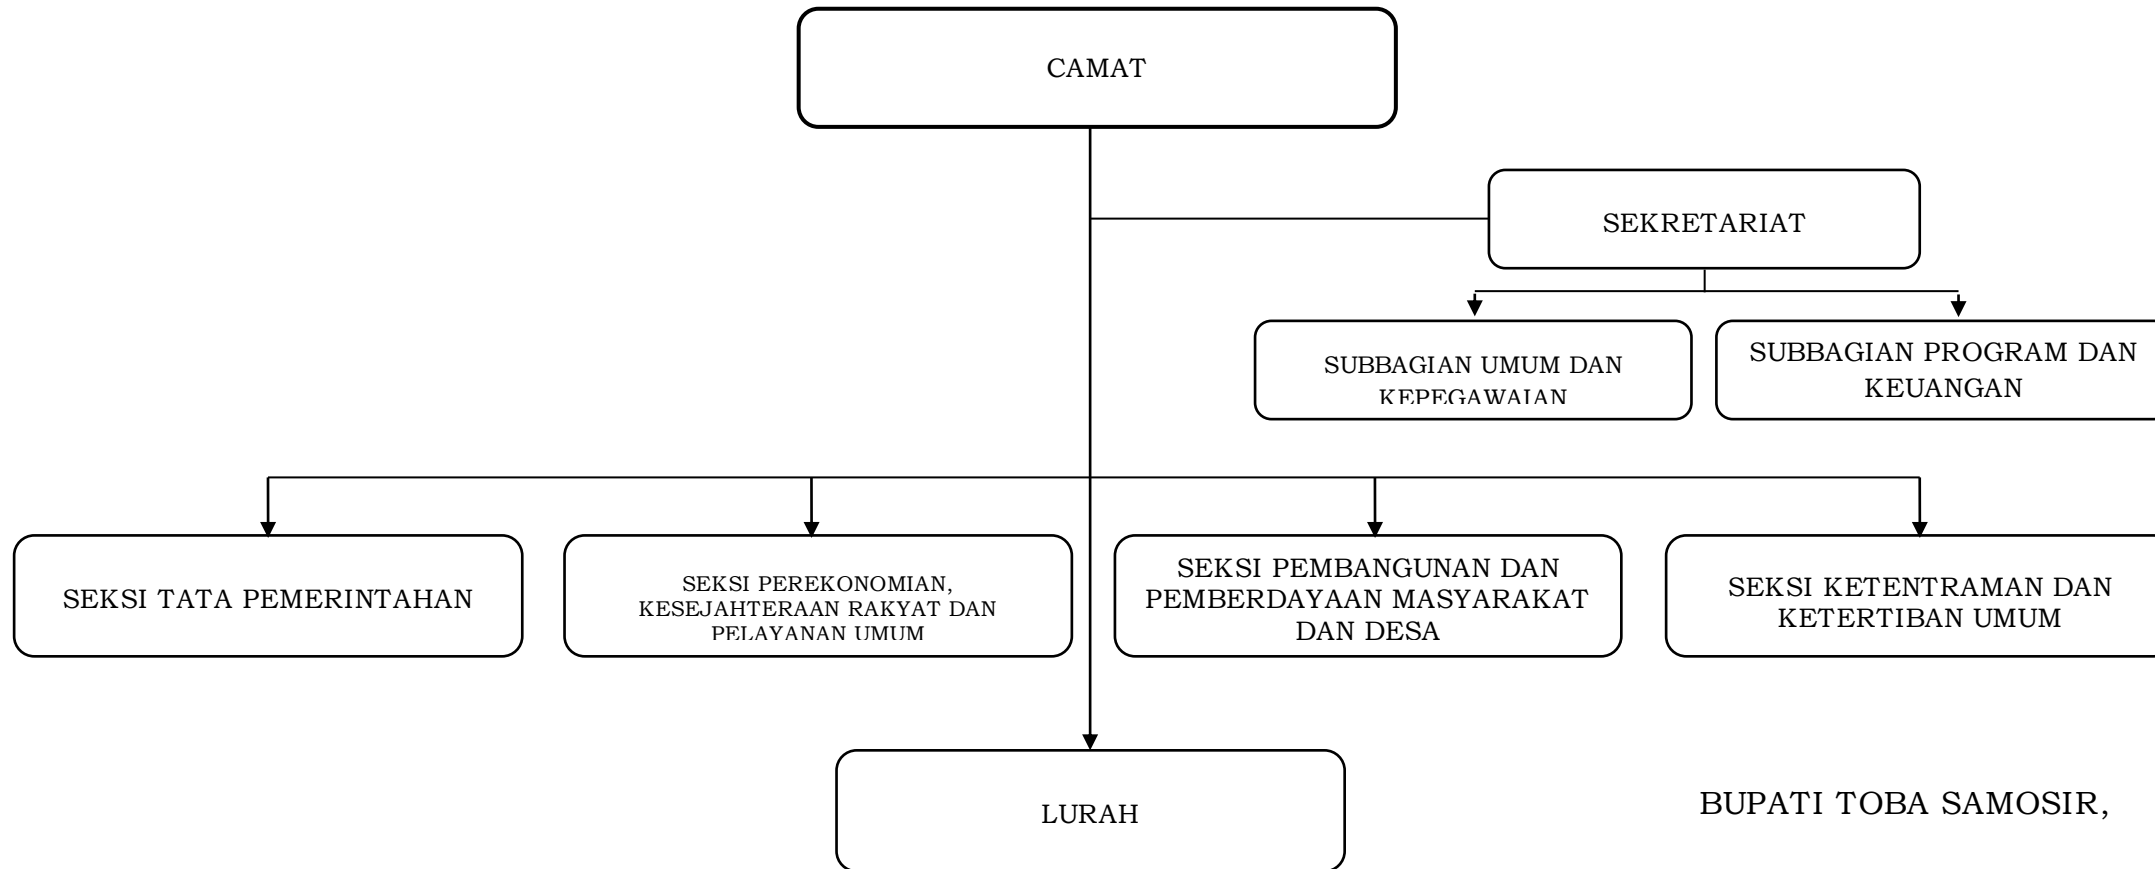 CAMAT
SEKRETARIAT
SUBBAGIAN UMUM DAN
KEPEGAWAIAN
SUBBAGIAN PROGRAM DAN
KEUANGAN
SEKSI TATA PEMERINTAHAN
SEKSI PEREKONOMIAN,
KESEJAHTERAAN RAKYAT DAN
PELAYANAN UMUM
SEKSI PEMBANGUNAN DAN
PEMBERDAYAAN MASYARAKAT
DAN DESA
SEKSI KETENTRAMAN DAN
KETERTIBAN UMUM
LURAH
BUPATI TOBA SAMOSIR,